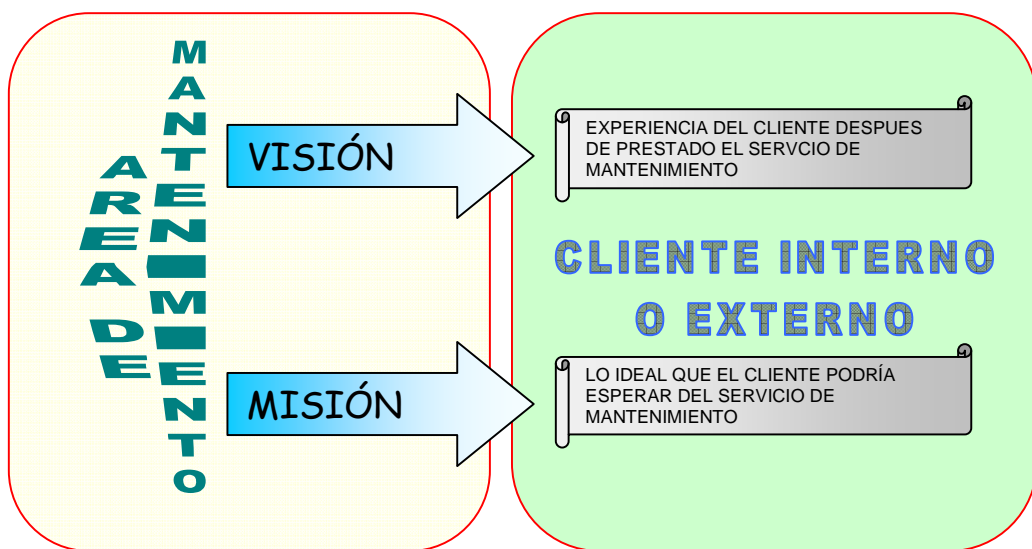 AREA DE
MANTENIMIENTO
VISIÓN
EXPERIENCIA DEL CLIENTE DESPUES
DE PRESTADO EL SERVCIO DE
MANTENIMIENTO
CLIENTE INTERNO
O EXTERNO
MISIÓN
LO IDEAL QUE EL CLIENTE PODRÍA
ESPERAR DEL SERVICIO DE
MANTENIMIENTO